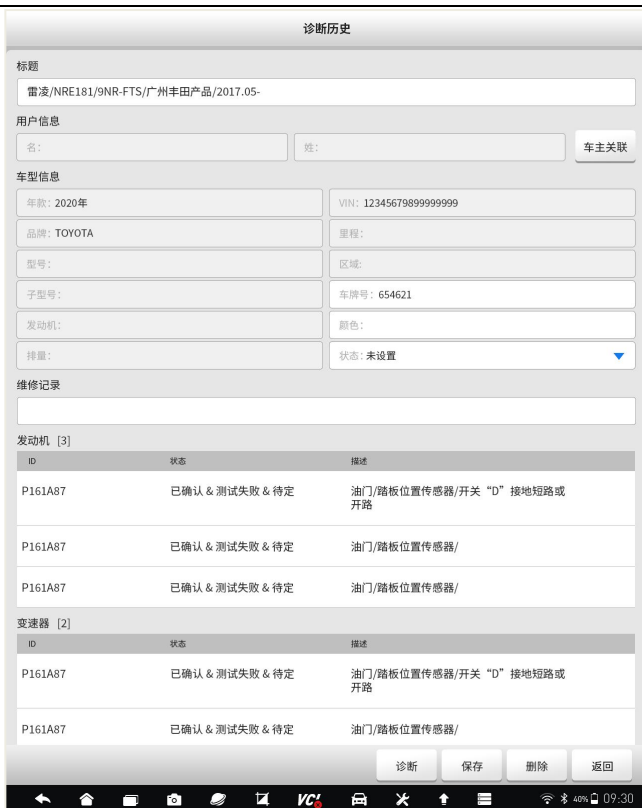 诊断历史
标题
雷凌/NRE181/9NR-FTS/广州丰田产品/2017.05-
用户信息
名: 姓: 车主关联
车型信息
年款: 2020年 VIN: 12345679899999999
品牌: TOYOTA 里程:
型号: 区域:
子型号: 车牌号: 654621
发动机: 颜色:
排量: 状态: 未设置
维修记录
发动机 [3]
ID 状态 描述
P161A87 已确认 & 测试失败 & 待定 油门/踏板位置传感器/开关“D”接地短路或
开路
P161A87 已确认 & 测试失败 & 待定 油门/踏板位置传感器/
P161A87 已确认 & 测试失败 & 待定 油门/踏板位置传感器/
变速器 [2]
ID 状态 描述
P161A87 已确认 & 测试失败 & 待定 油门/踏板位置传感器/开关“D”接地短路或
开路
P161A87 已确认 & 测试失败 & 待定 油门/踏板位置传感器/
诊断 保存 删除 返回
VCI 40% 09:30